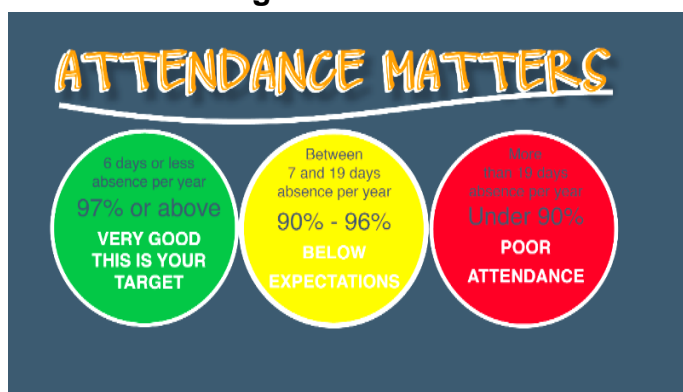 ATTENDANCE MATTERS
6 days or less
absence per year
97% or above
VERY GOOD
THIS IS YOUR
TARGET
Between
7 and 19 days
absence per year
90% - 96%
BELOW
EXPECTATIONS
More
than 19 days
absence per year
Under 90%
POOR
ATTENDANCE